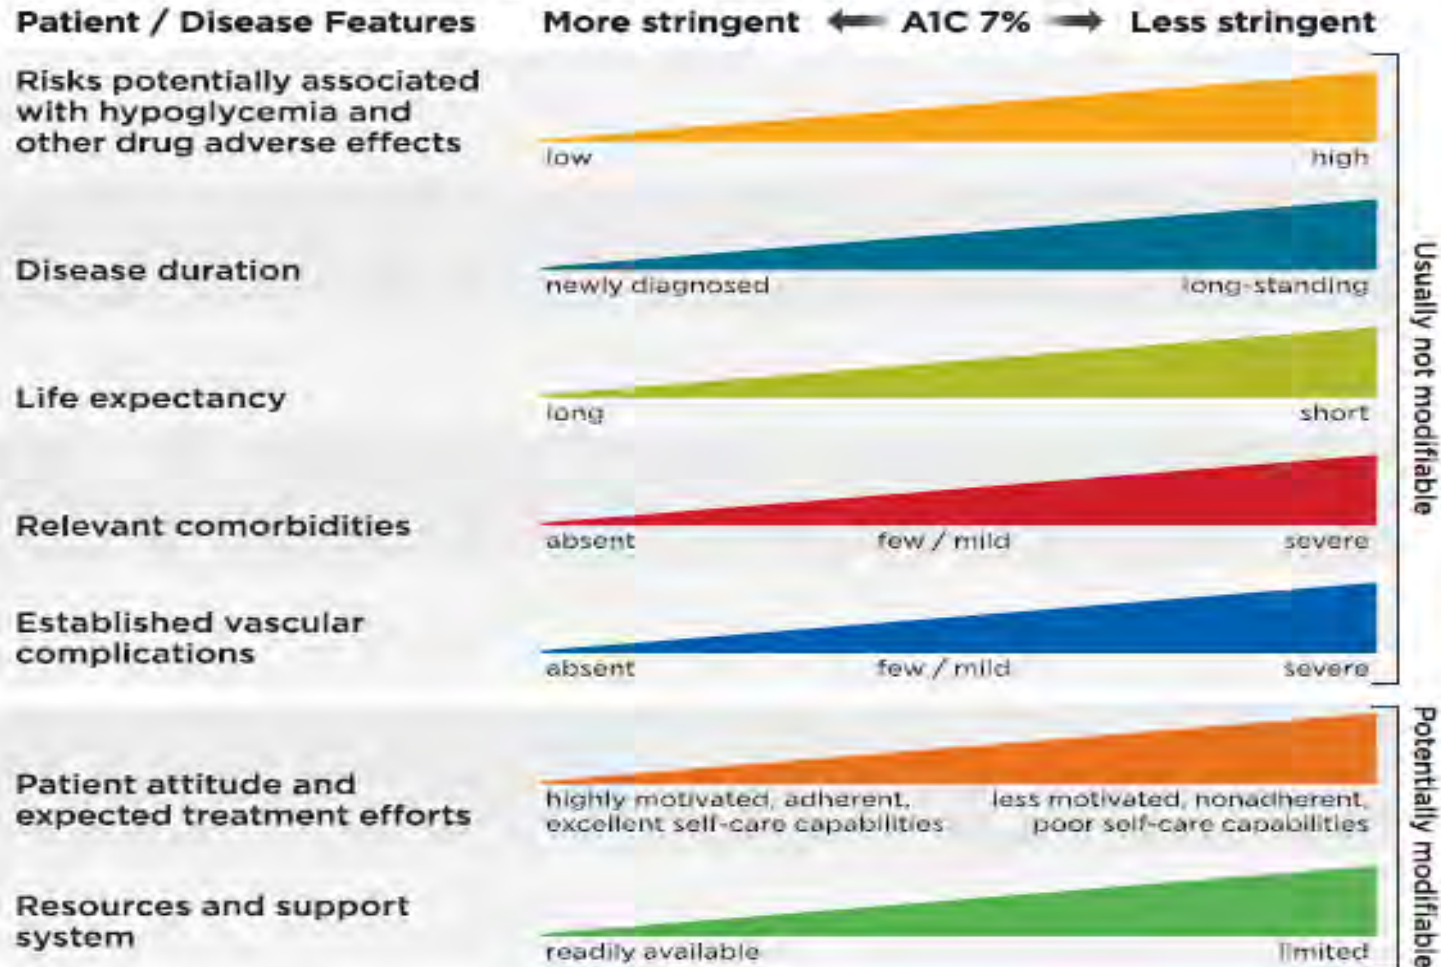 Patient / Disease Features
More stringent ← A1C 7% → Less stringent
Risks potentially associated
with hypoglycemia and
other drug adverse effects
low
high
Disease duration
newly diagnosed
long-standing
Life expectancy
long
short
Relevant comorbidities
absent
few / mild
severe
Established vascular
complications
absent
few / mild
severe
Usually not modifiable
Patient attitude and
expected treatment efforts
highly motivated, adherent,
excellent self-care capabilities
less motivated, nonadherent,
poor self-care capabilities
Resources and support
system
readily available
limited
Potentially modifiable